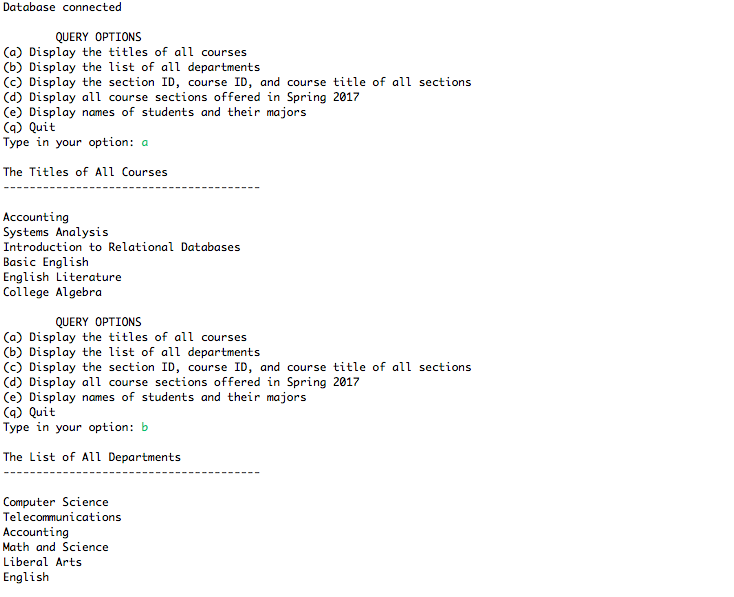 Database connected
QUERY OPTIONS
(a) Display the titles of all courses
(b) Display the list of all departments
(c) Display the section ID, course ID, and course title of all sections
(d) Display all course sections offered in Spring 2017
(e) Display names of students and their majors
(q) Quit
Type in your option: a
The Titles of All Courses
---------------------------------------
Accounting
Systems Analysis
Introduction to Relational Databases
Basic English
English Literature
College Algebra
QUERY OPTIONS
(a) Display the titles of all courses
(b) Display the list of all departments
(c) Display the section ID, course ID, and course title of all sections
(d) Display all course sections offered in Spring 2017
(e) Display names of students and their majors
(q) Quit
Type in your option: b
The List of All Departments
---------------------------------------
Computer Science
Telecommunications
Accounting
Math and Science
Liberal Arts
English